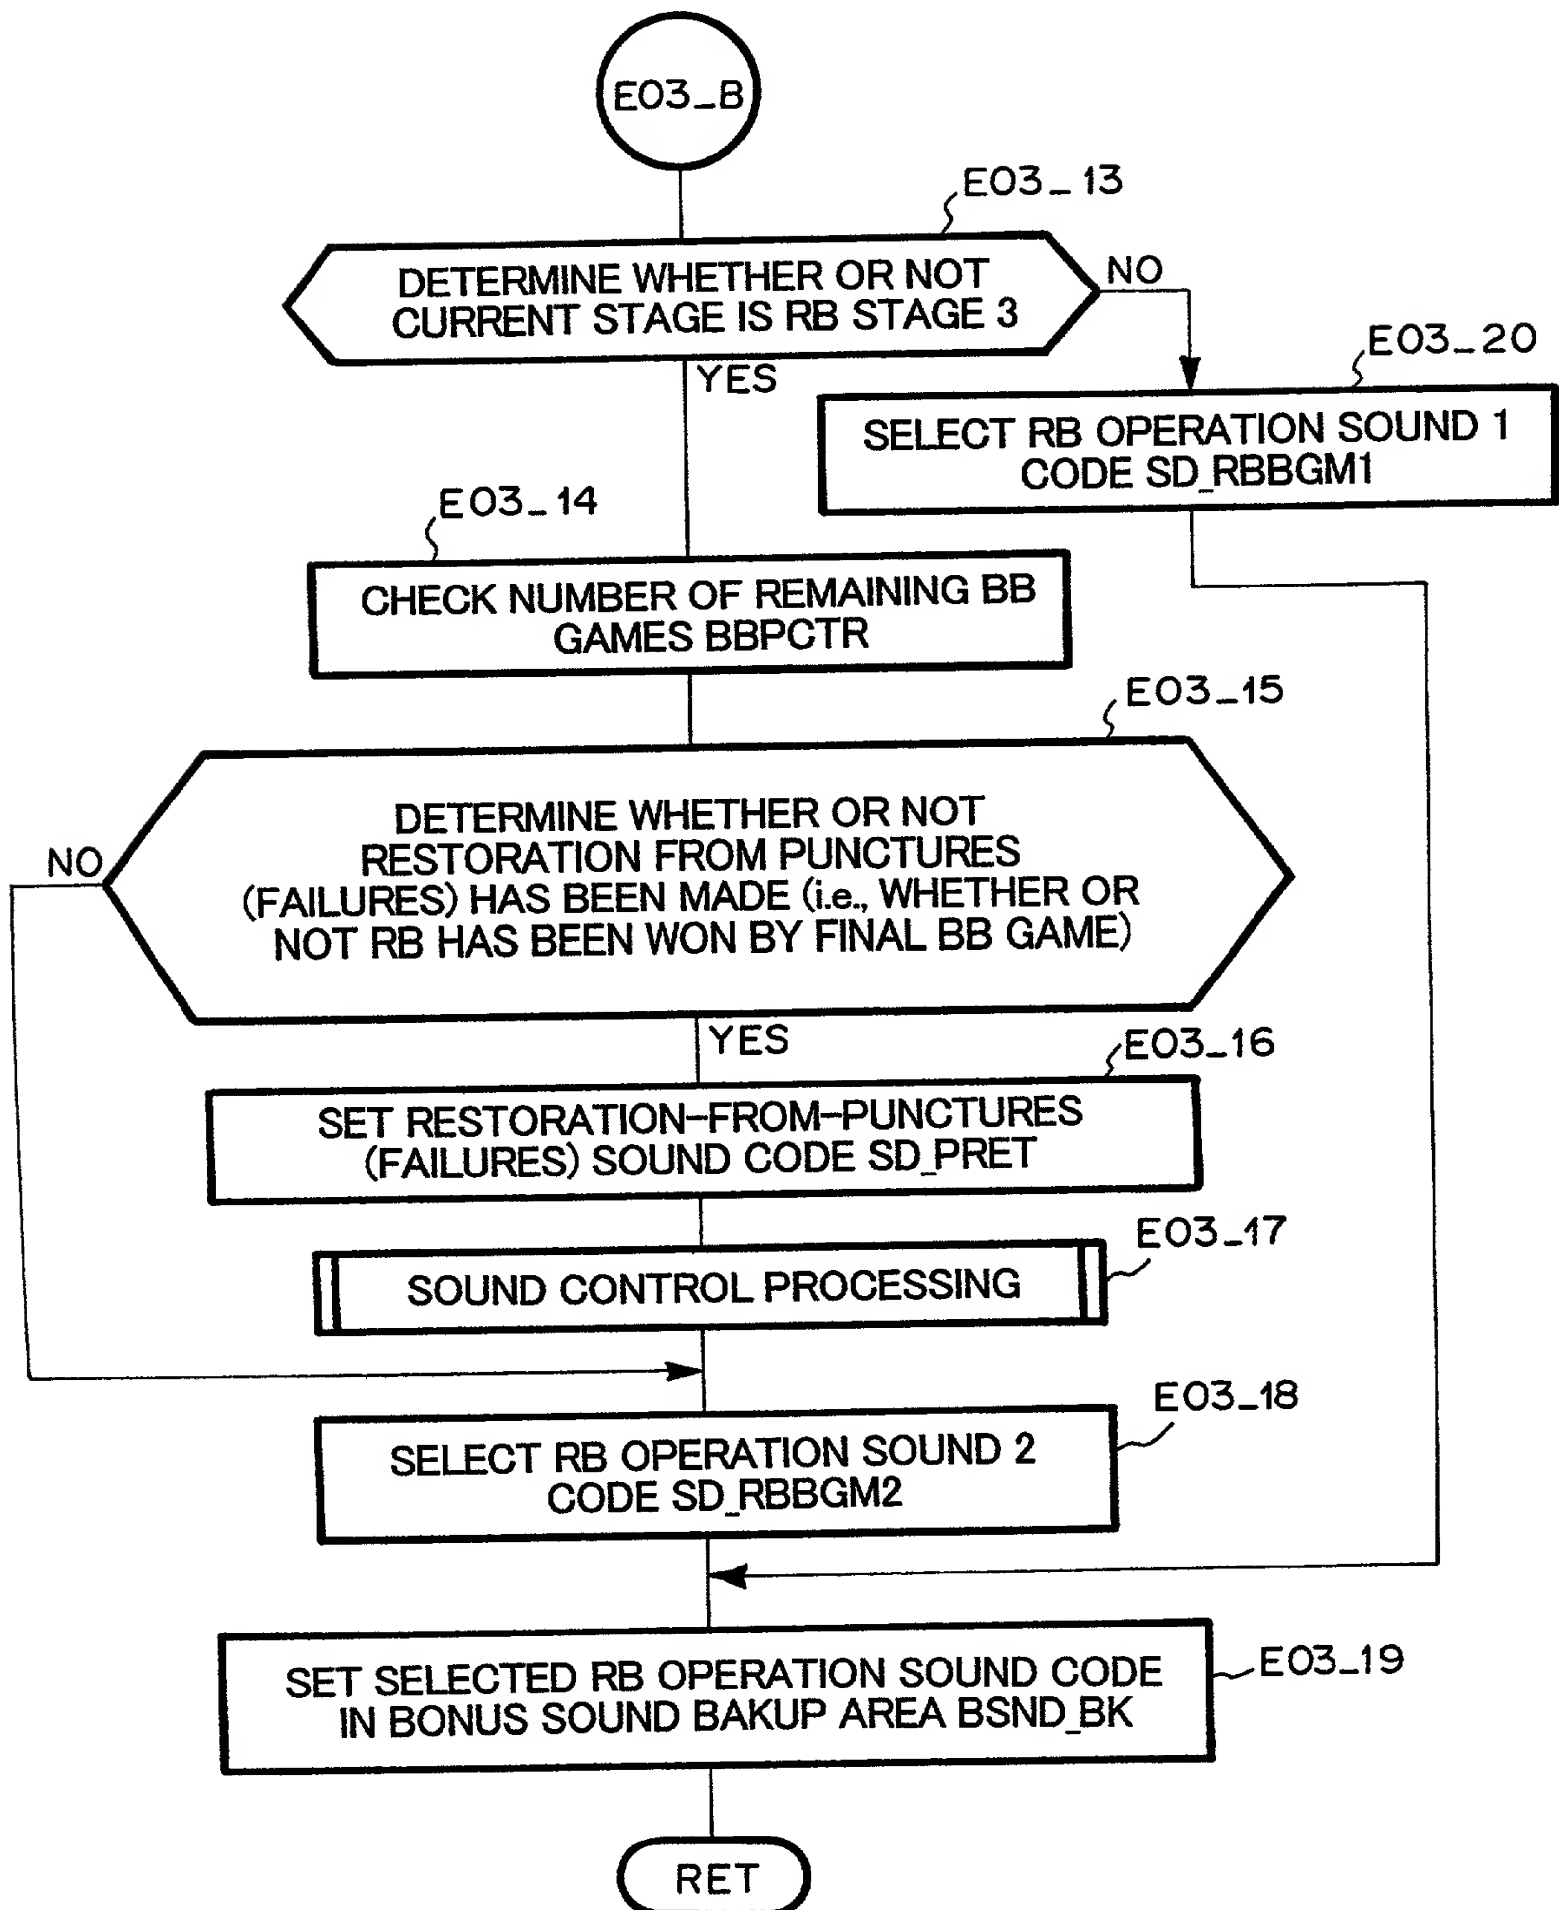 E03_B
E03_13
DETERMINE WHETHER OR NOT
CURRENT STAGE IS RB STAGE 3
NO
YES
E03_20
SELECT RB OPERATION SOUND 1
CODE SD_RBBGM1
E03_14
CHECK NUMBER OF REMAINING BB
GAMES BBPCTR
E03_15
DETERMINE WHETHER OR NOT
RESTORATION FROM PUNCTURES
(FAILURES) HAS BEEN MADE (i.e., WHETHER OR
NOT RB HAS BEEN WON BY FINAL BB GAME)
NO
YES
E03_16
SET RESTORATION-FROM-PUNCTURES
(FAILURES) SOUND CODE SD_PRET
E03_17
SOUND CONTROL PROCESSING
E03_18
SELECT RB OPERATION SOUND 2
CODE SD_RBBGM2
E03_19
SET SELECTED RB OPERATION SOUND CODE
IN BONUS SOUND BAKUP AREA BSND_BK
RET